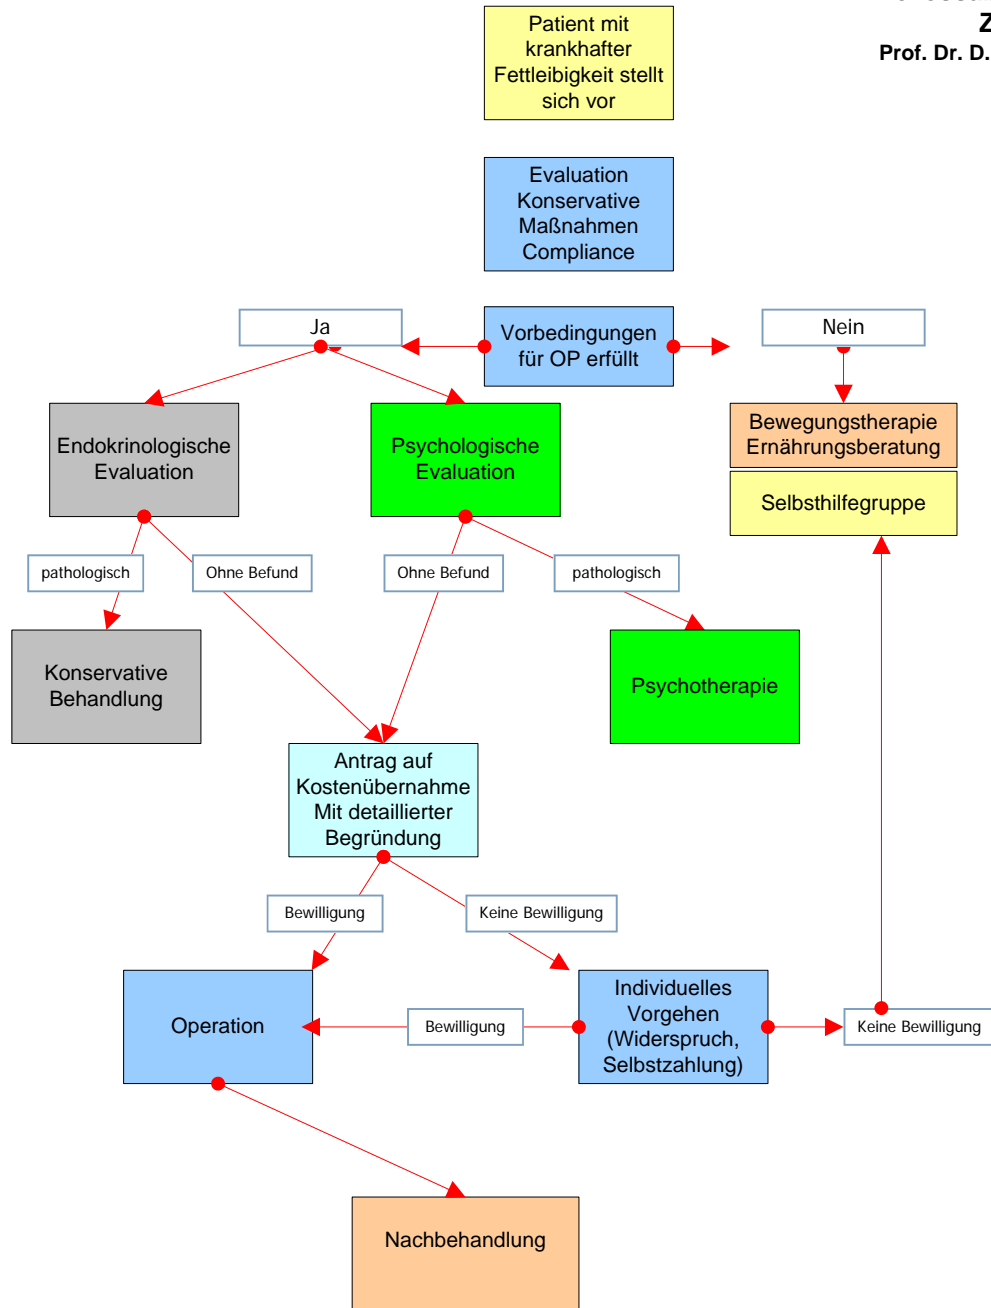 Z
Prof. Dr. D.
Patient mit
krankhafter
Fettleibigkeit stellt
sich vor
Evaluation
Konservative
Maßnahmen
Compliance
Ja
Vorbedingungen
für OP erfüllt
Nein
Endokrinologische
Evaluation
Psychologische
Evaluation
Bewegungstherapie
Ernährungsberatung
Selbsthilfegruppe
pathologisch
Ohne Befund
Ohne Befund
pathologisch
Konservative
Behandlung
Psychotherapie
Antrag auf
Kostenübernahme
Mit detaillierter
Begründung
Bewilligung
Keine Bewilligung
Operation
Bewilligung
Individuelles
Vorgehen
(Widerspruch,
Selbstzahlung)
Keine Bewilligung
Nachbehandlung